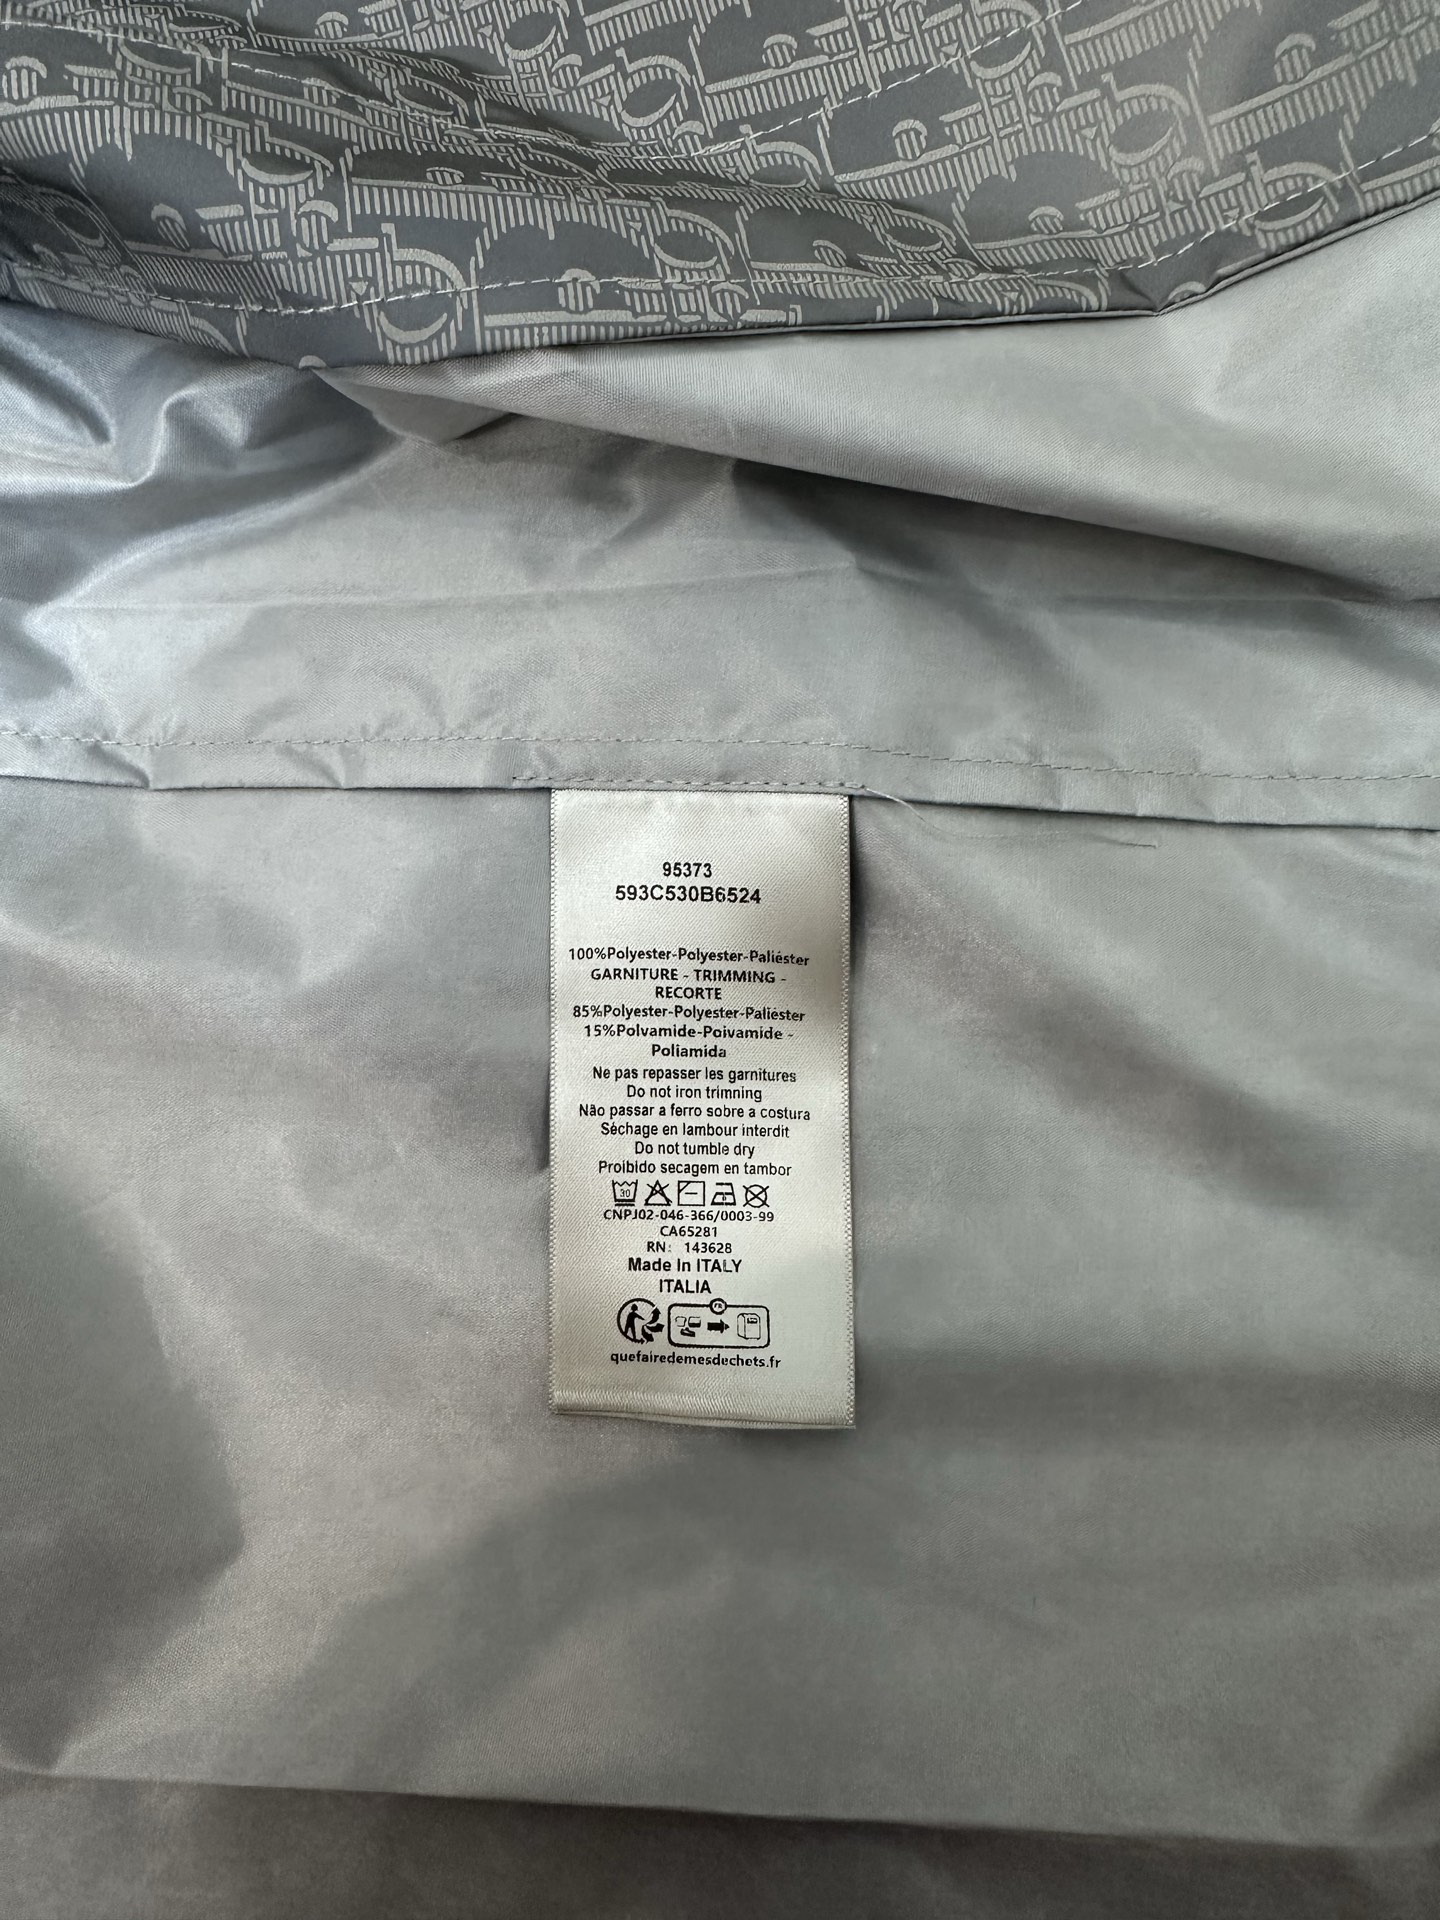 95373
593C530B6524
100%Polyester-Polyester-Paliéster
GARNITURE - TRIMMING -
RECORTE
85%Polyester-Polyester-Paliéster
15%Polvamide-Poivamide -
Poliamida
Ne pas repasser les garnitures
Do not iron trimming
Não passar a ferro sobre a costura
Séchage en lambour interdit
Do not tumble dry
Proibido secagem en tambor
30
CNPJ02-046-366/0003-99
CA65281
RN: 143628
Made In ITALY
ITALIA
FR
quefairedemesdechets.fr